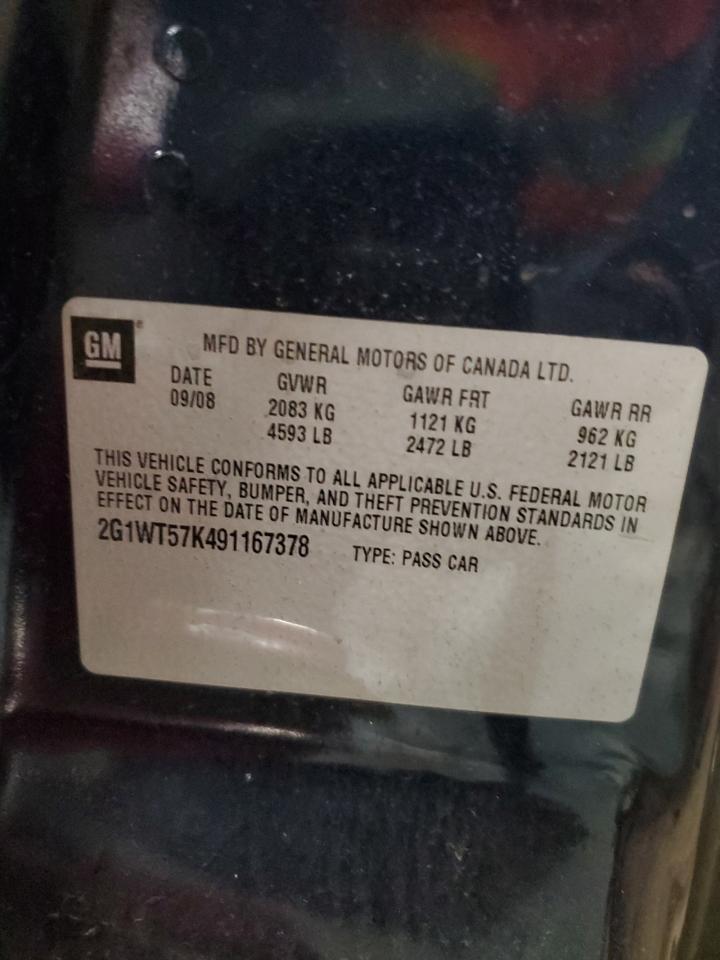 GM
MFD BY GENERAL MOTORS OF CANADA LTD.
DATE GVWR GAWR FRT GAWR RR
09/08 2083 KG 1121 KG 962 KG
4593 LB 2472 LB 2121 LB
THIS VEHICLE CONFORMS TO ALL APPLICABLE U.S. FEDERAL MOTOR
VEHICLE SAFETY, BUMPER, AND THEFT PREVENTION STANDARDS IN
EFFECT ON THE DATE OF MANUFACTURE SHOWN ABOVE.
2G1WT57K491167378 TYPE: PASS CAR